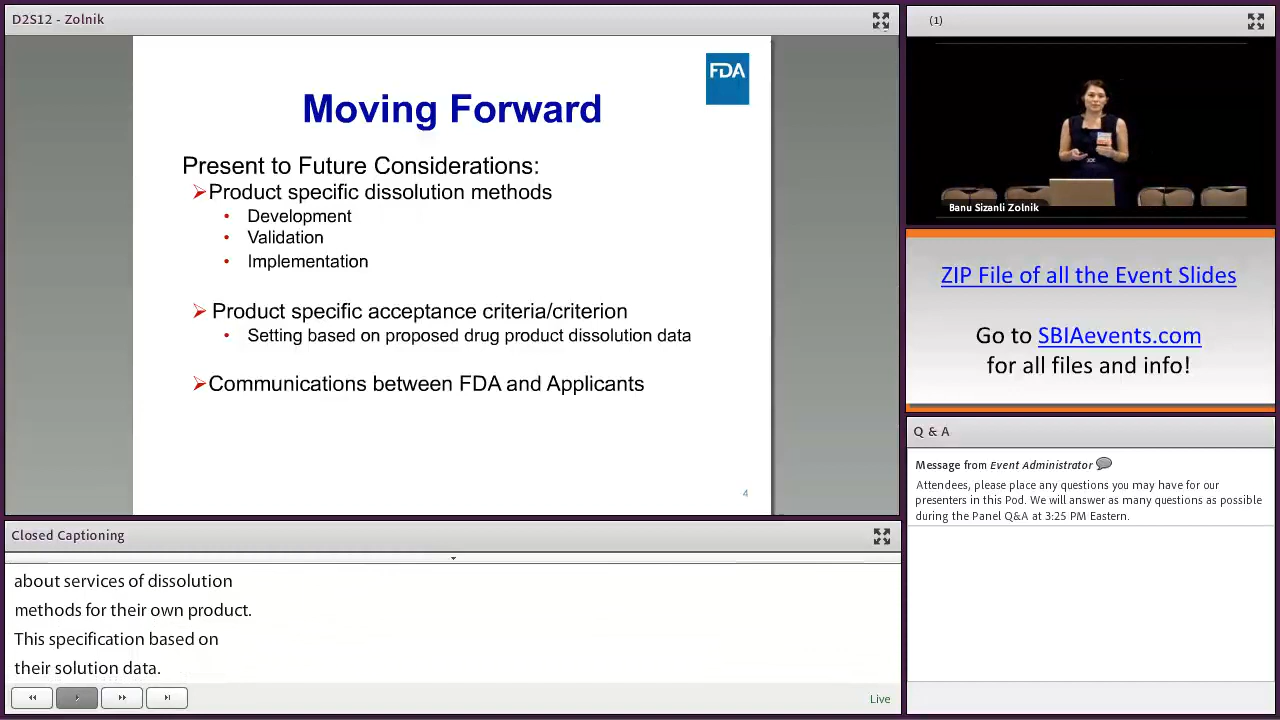 D2S12 - Zolnik
FDA
Moving Forward
Present to Future Considerations:
➢Product specific dissolution methods
• Development
• Validation
• Implementation
➢ Product specific acceptance criteria/criterion
• Setting based on proposed drug product dissolution data
➢Communications between FDA and Applicants
4
Closed Captioning
about services of dissolution
methods for their own product.
This specification based on
their solution data.
Live
(1)
Banu Sizanli Zolnik
ZIP File of all the Event Slides
Go to SBIAevents.com
for all files and info!
Q & A
Message from Event Administrator
Attendees, please place any questions you may have for our
presenters in this Pod. We will answer as many questions as possible
during the Panel Q&A at 3:25 PM Eastern.